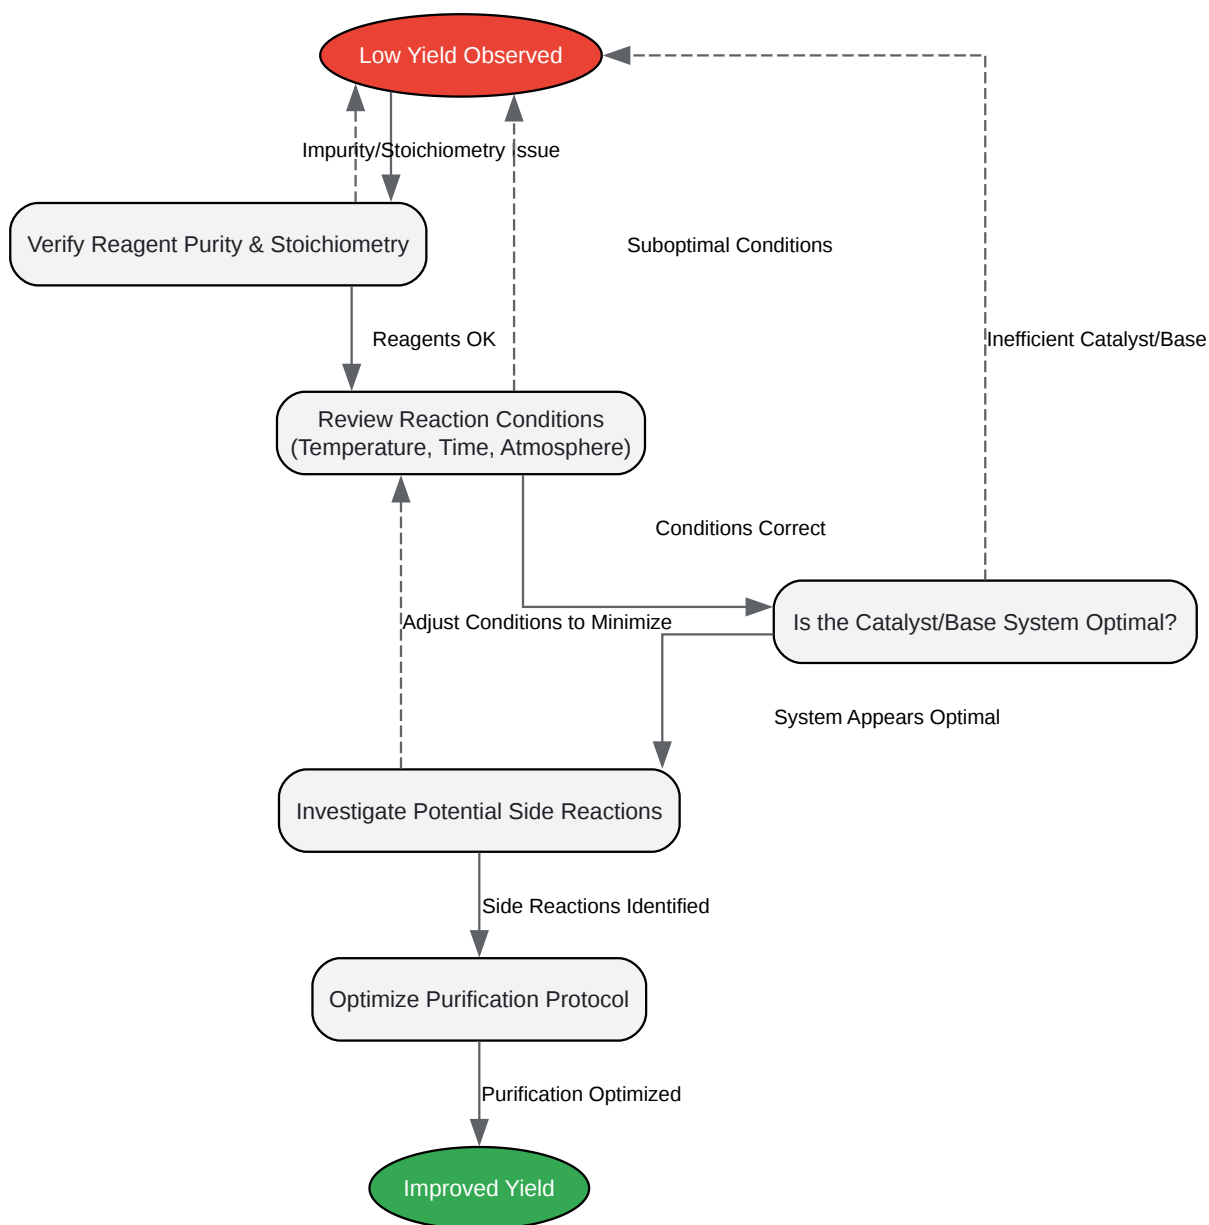 Low Yield Observed
Impurity/Stoichiometry Issue
Verify Reagent Purity & Stoichiometry
Suboptimal Conditions
Reagents OK
Inefficient Catalyst/Base
Review Reaction Conditions
(Temperature, Time, Atmosphere)
Conditions Correct
Adjust Conditions to Minimize
Is the Catalyst/Base System Optimal?
System Appears Optimal
Investigate Potential Side Reactions
Side Reactions Identified
Optimize Purification Protocol
Purification Optimized
Improved Yield